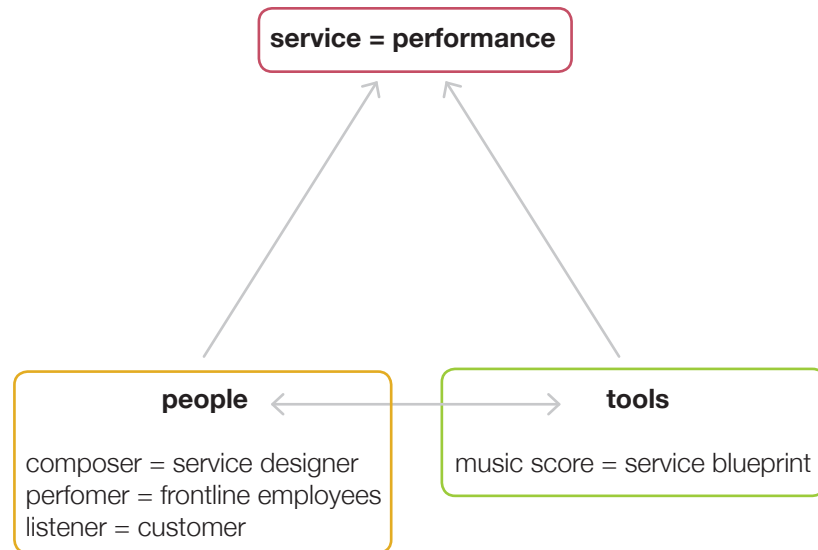 service = performance
people
tools
composer = service designer
perfomer = frontline employees
listener = customer
music score = service blueprint